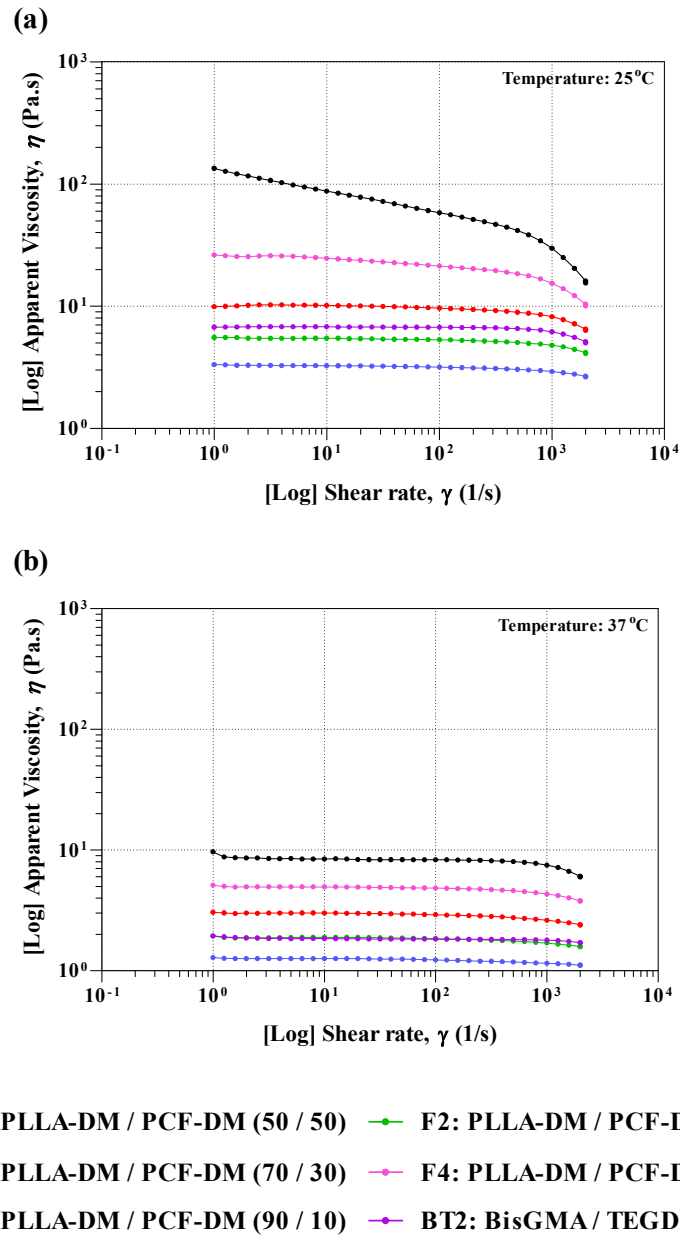 (a)
[Log] Apparent Viscosity, η (Pa.s)
Temperature: 25°C
10³
10²
10¹
10⁰
10⁻¹ 10⁰ 10¹ 10² 10³ 10⁴
[Log] Shear rate, γ (1/s)
(b)
[Log] Apparent Viscosity, η (Pa.s)
Temperature: 37 °C
10³
10²
10¹
10⁰
10⁻¹ 10⁰ 10¹ 10² 10³ 10⁴
[Log] Shear rate, γ (1/s)
PLLA-DM / PCF-DM (50 / 50) F2: PLLA-DM / PCF-D
PLLA-DM / PCF-DM (70 / 30) F4: PLLA-DM / PCF-D
PLLA-DM / PCF-DM (90 / 10) BT2: BisGMA / TEGD